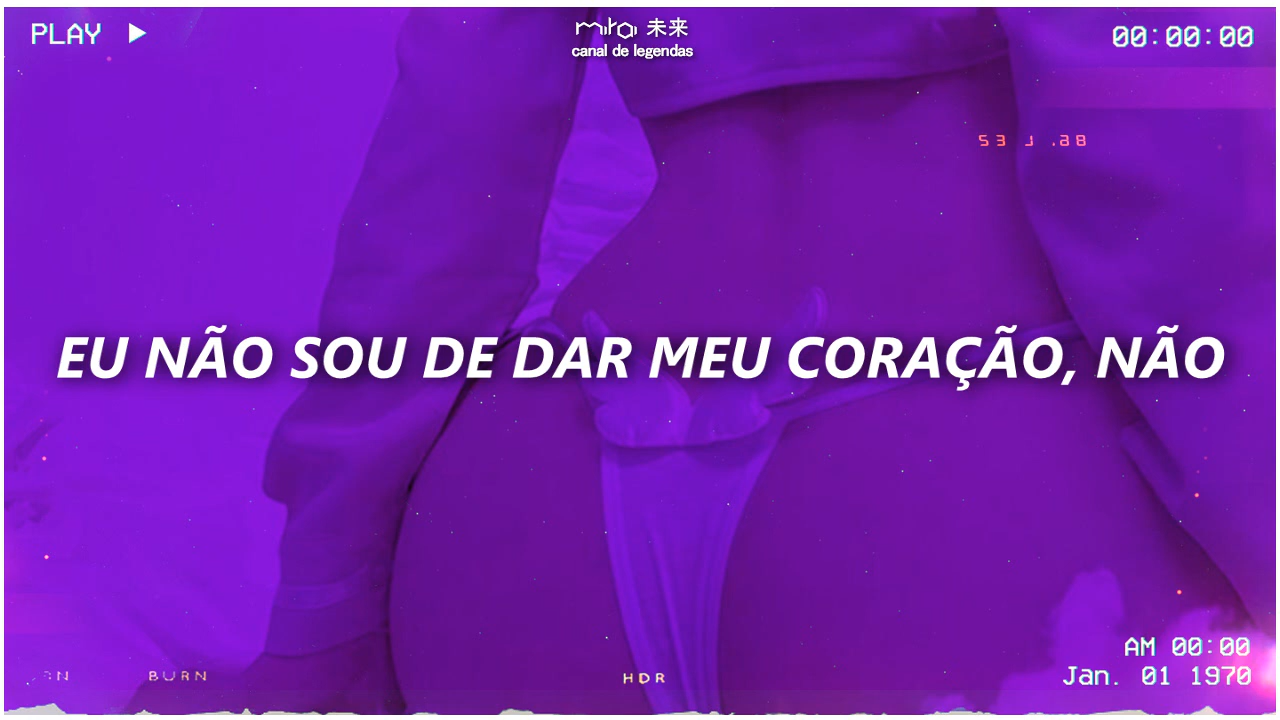 PLAY
mirai 未来
canal de legendas
00:00:00
EU NÃO SOU DE DAR MEU CORAÇÃO, NÃO
BURN
HDR
AM 00:00
Jan. 01 1970